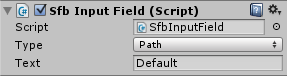 Sfb Input Field (Script)
Script SfbInputField
Type Path
Text Default